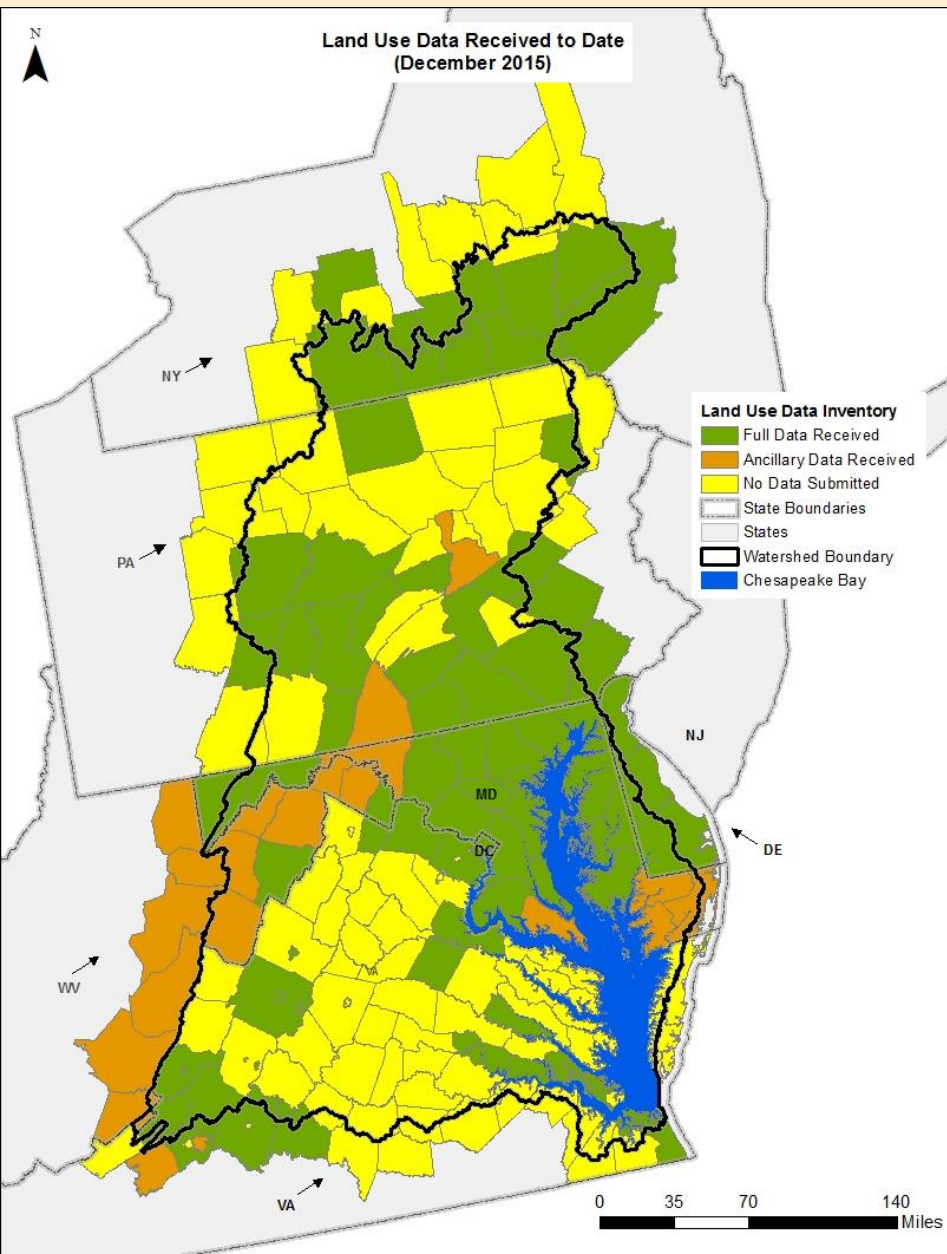 N
Land Use Data Received to Date
(December 2015)
NY
Land Use Data Inventory
Full Data Received
Ancillary Data Received
No Data Submitted
State Boundaries
States
Watershed Boundary
Chesapeake Bay
PA
NJ
MD
DC
DE
WV
VA
VA
0 35 70 140
Miles